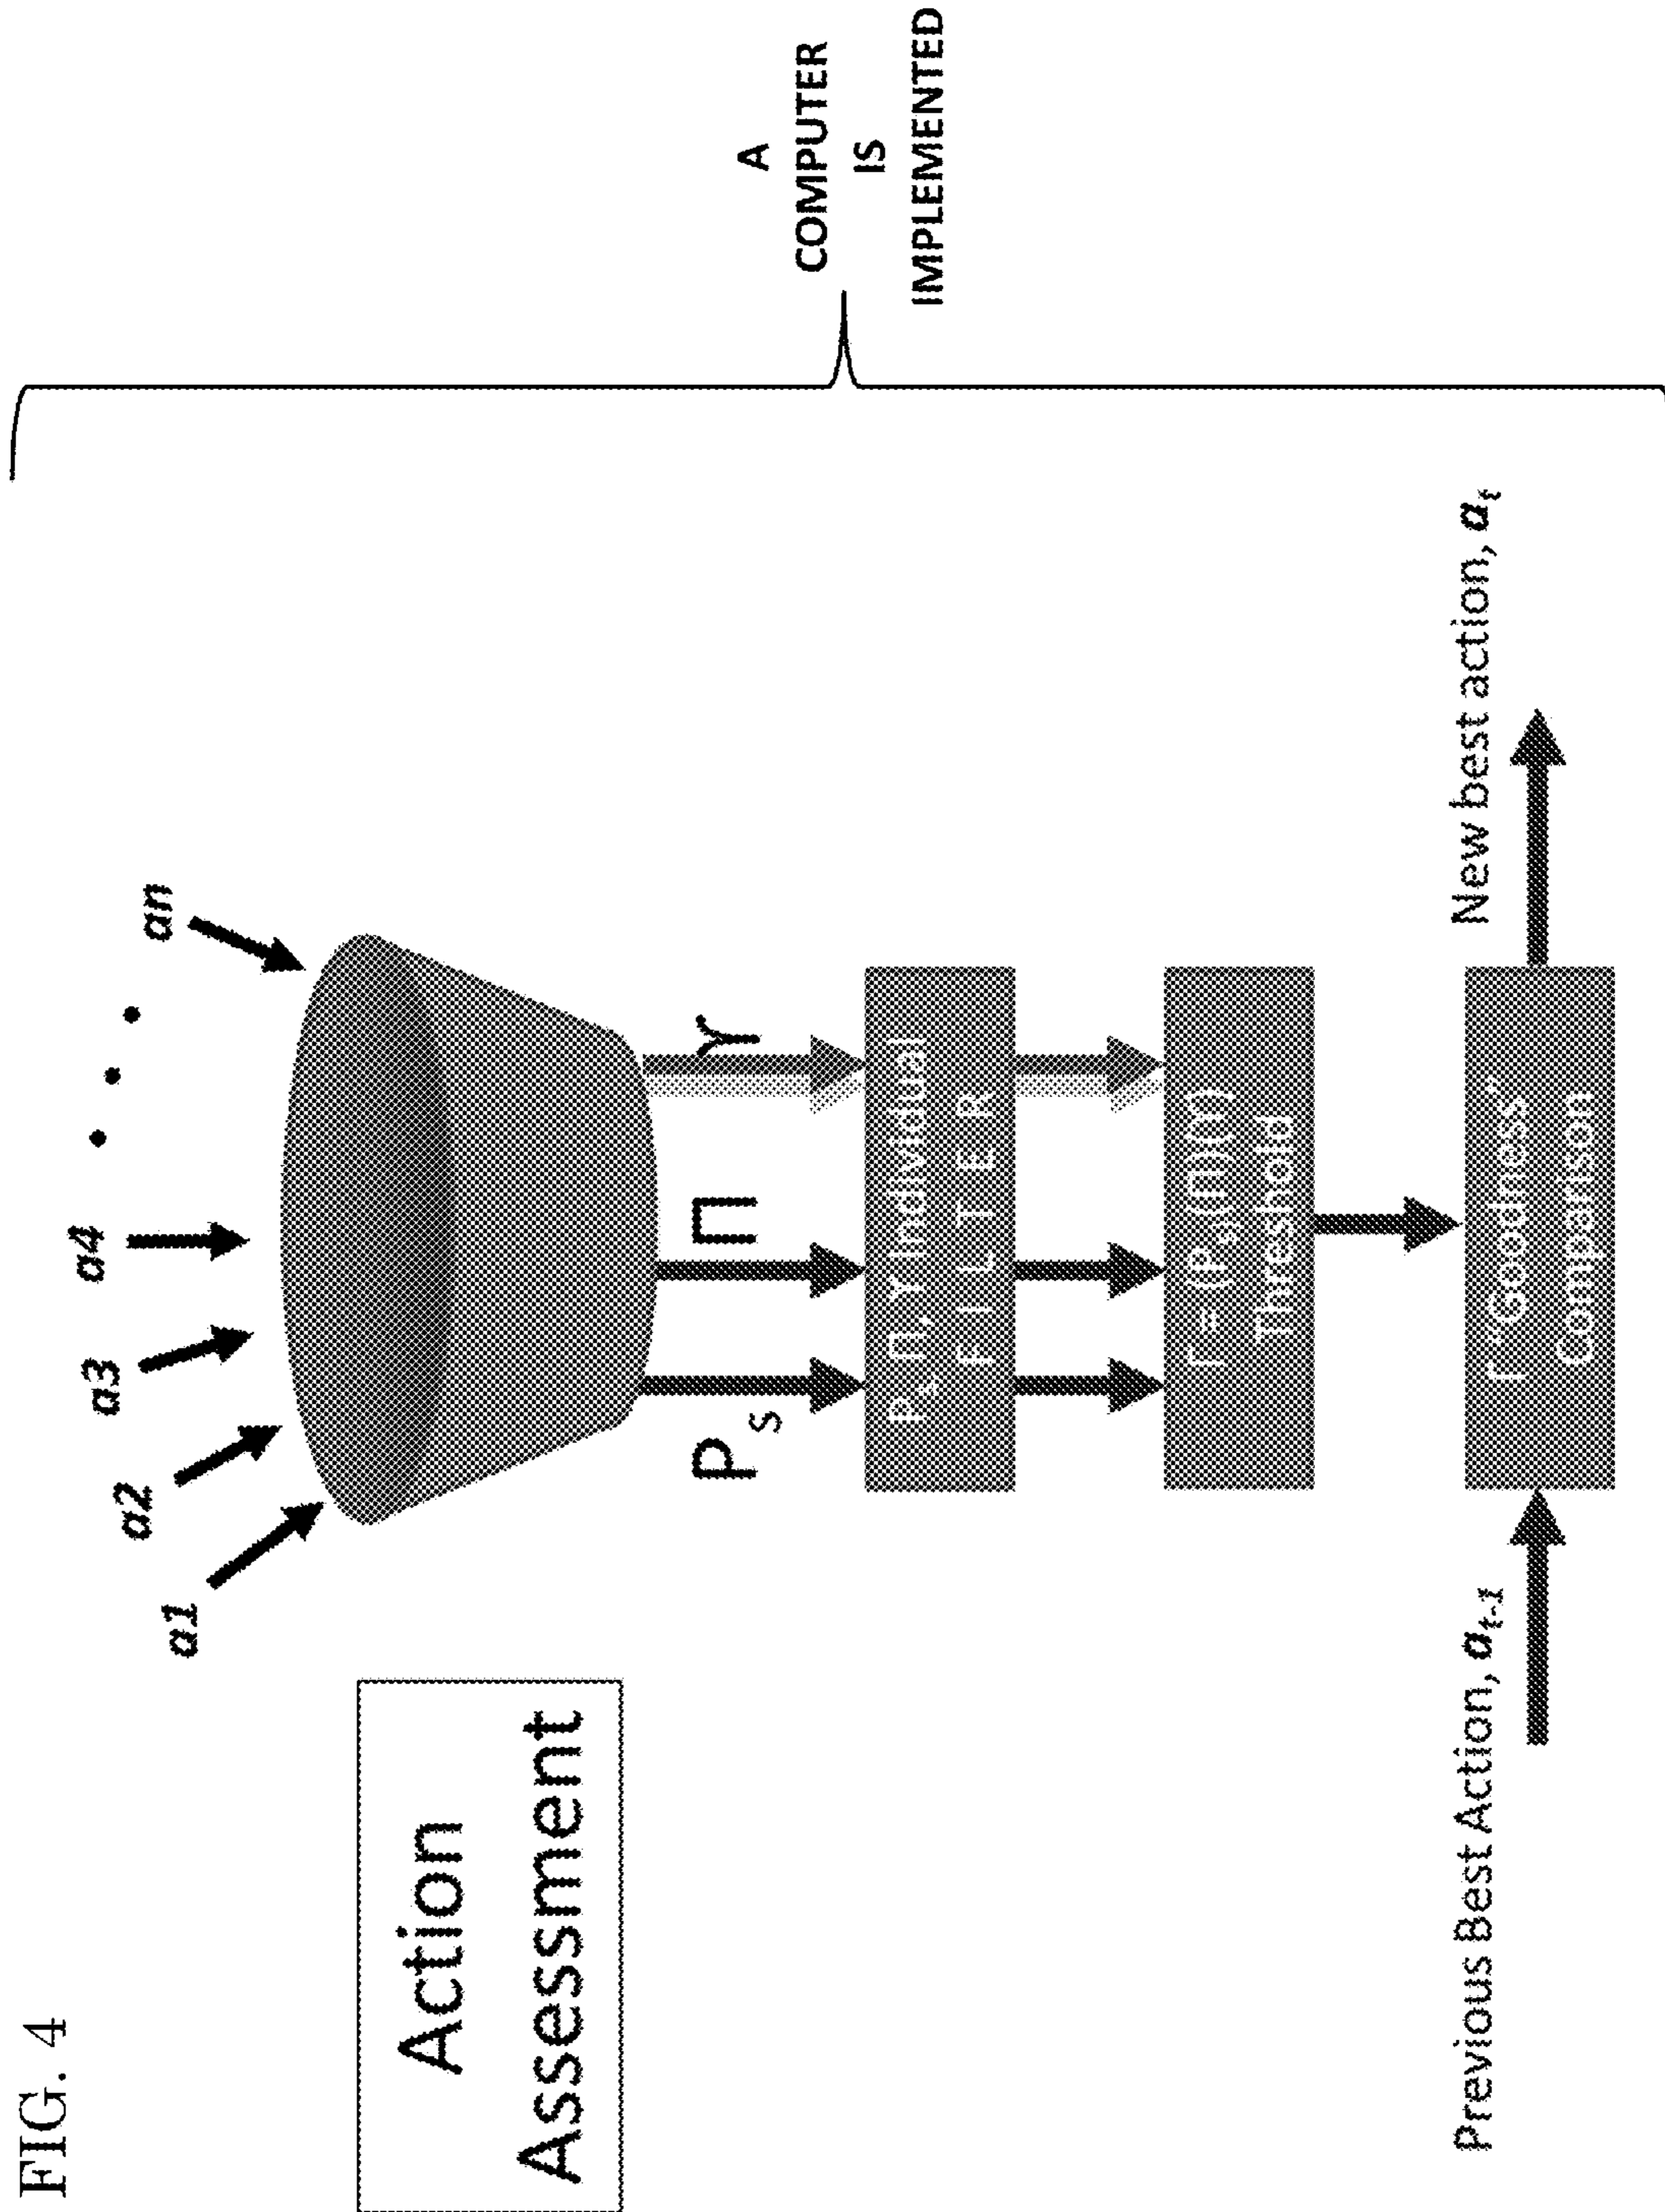 FIG. 4
Action
Assessment
a1
a2
a3
a4
an
P s
Π
γ
Ps, Π, γ Individual
F I L T E R
Γ = (Ps)(Π)(γ)
Threshold
Γ "Goodness"
Comparison
Previous Best Action, at-1
New best action, at
A
COMPUTER
IS
IMPLEMENTED